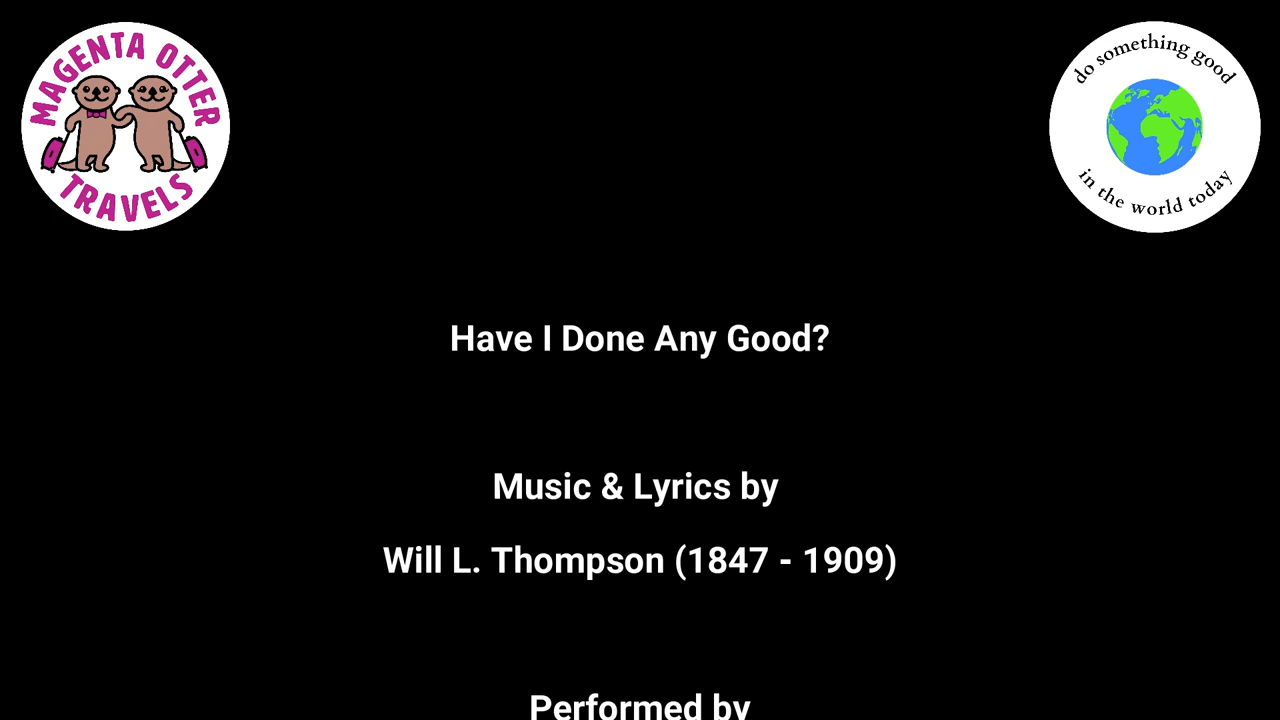 MAGENTA OTTER
TRAVELS
do something good
in the world today
Have I Done Any Good?
Music & Lyrics by
Will L. Thompson (1847 - 1909)
Performed by